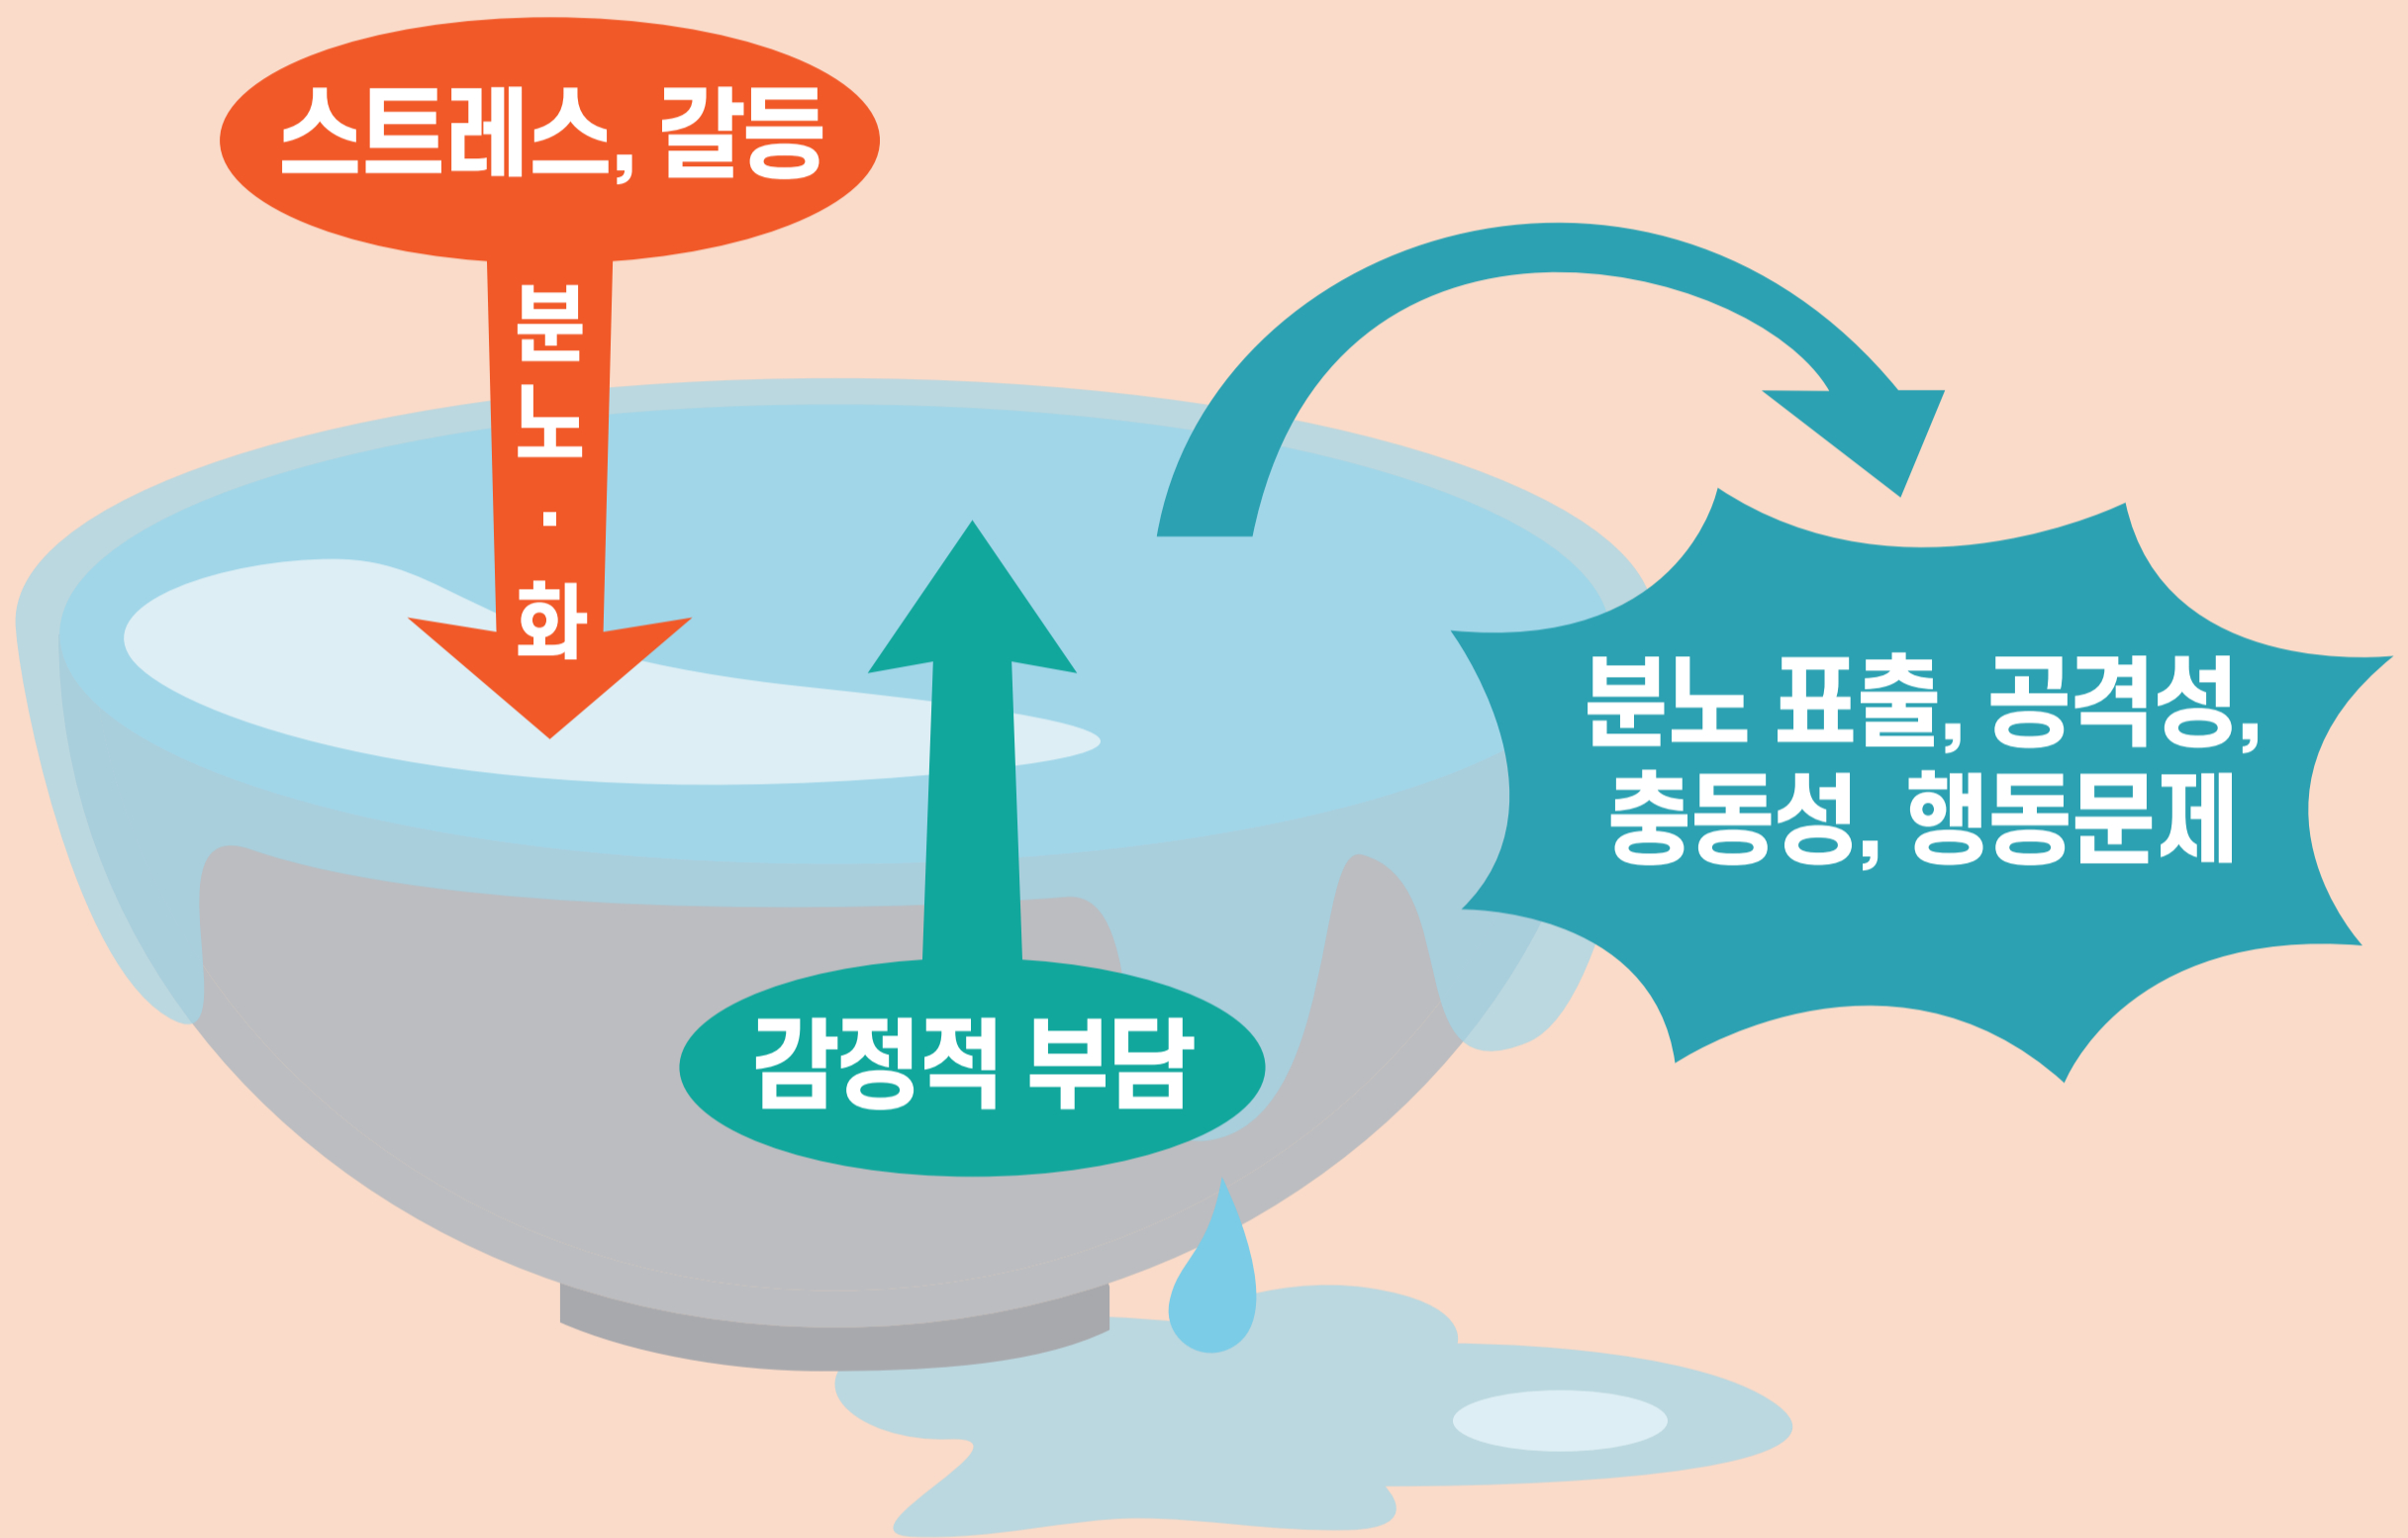 스트레스, 갈등
분노·화
분노 표출, 공격성,
충동성, 행동문제
감정적 부담